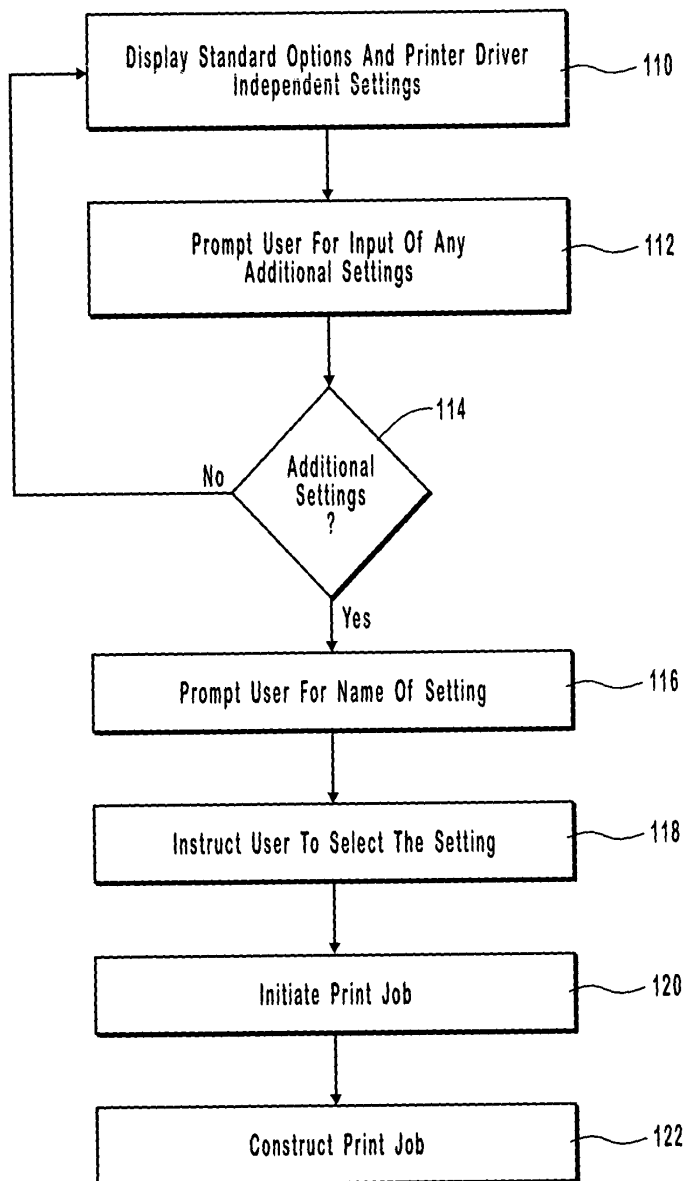 Display Standard Options And Printer Driver
Independent Settings
110
Prompt User For Input Of Any
Additional Settings
112
114
Additional
Settings
?
No
Yes
Prompt User For Name Of Setting
116
Instruct User To Select The Setting
118
Initiate Print Job
120
Construct Print Job
122